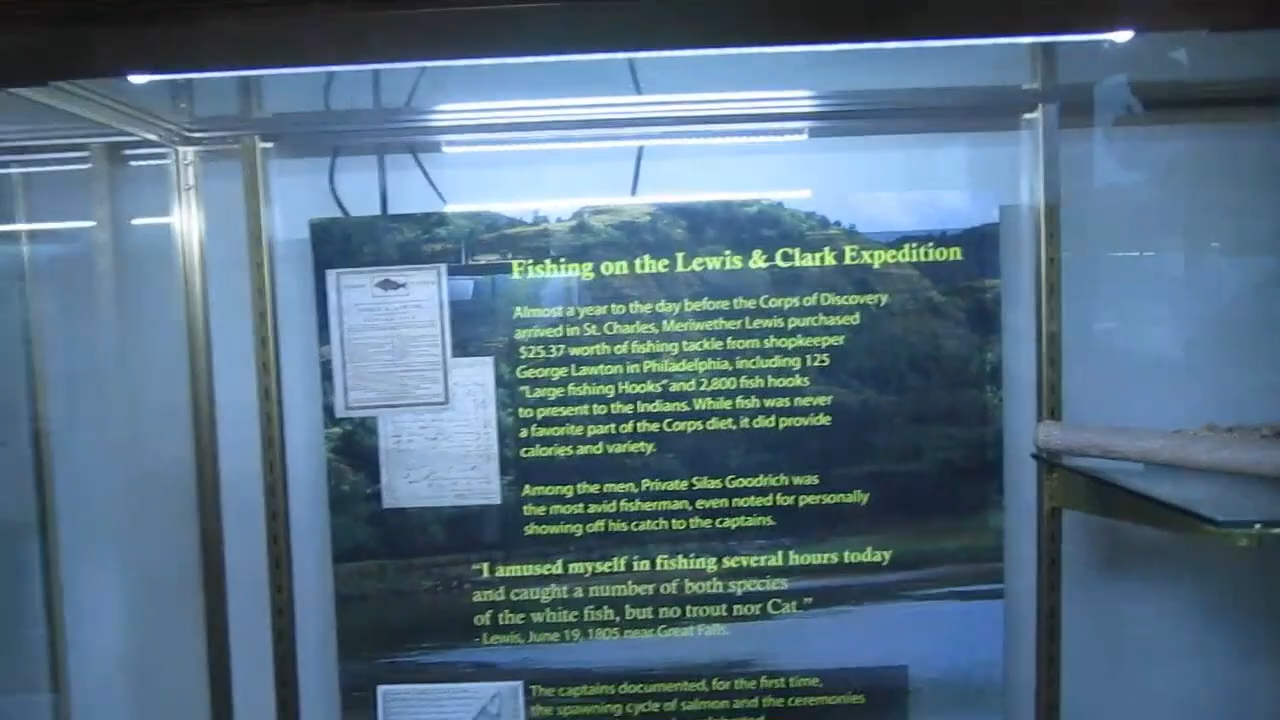 Fishing on the Lewis & Clark Expedition
Almost a year to the day before the Corps of Discovery
arrived in St. Charles, Meriwether Lewis purchased
$25.37 worth of fishing tackle from shopkeeper
George Lawton in Philadelphia, including 125
"Large fishing Hooks" and 2,800 fish hooks
to present to the Indians. While fish was never
a favorite part of the Corps diet, it did provide
calories and variety.
Among the men, Private Silas Goodrich was
the most avid fisherman, even noted for personally
showing off his catch to the captains.
"I amused myself in fishing several hours today
and caught a number of both species
of the white fish, but no trout nor Cat."
- Lewis, June 19, 1805 near Great Falls.
The captains documented, for the first time,
the spawning cycle of salmon and the ceremonies